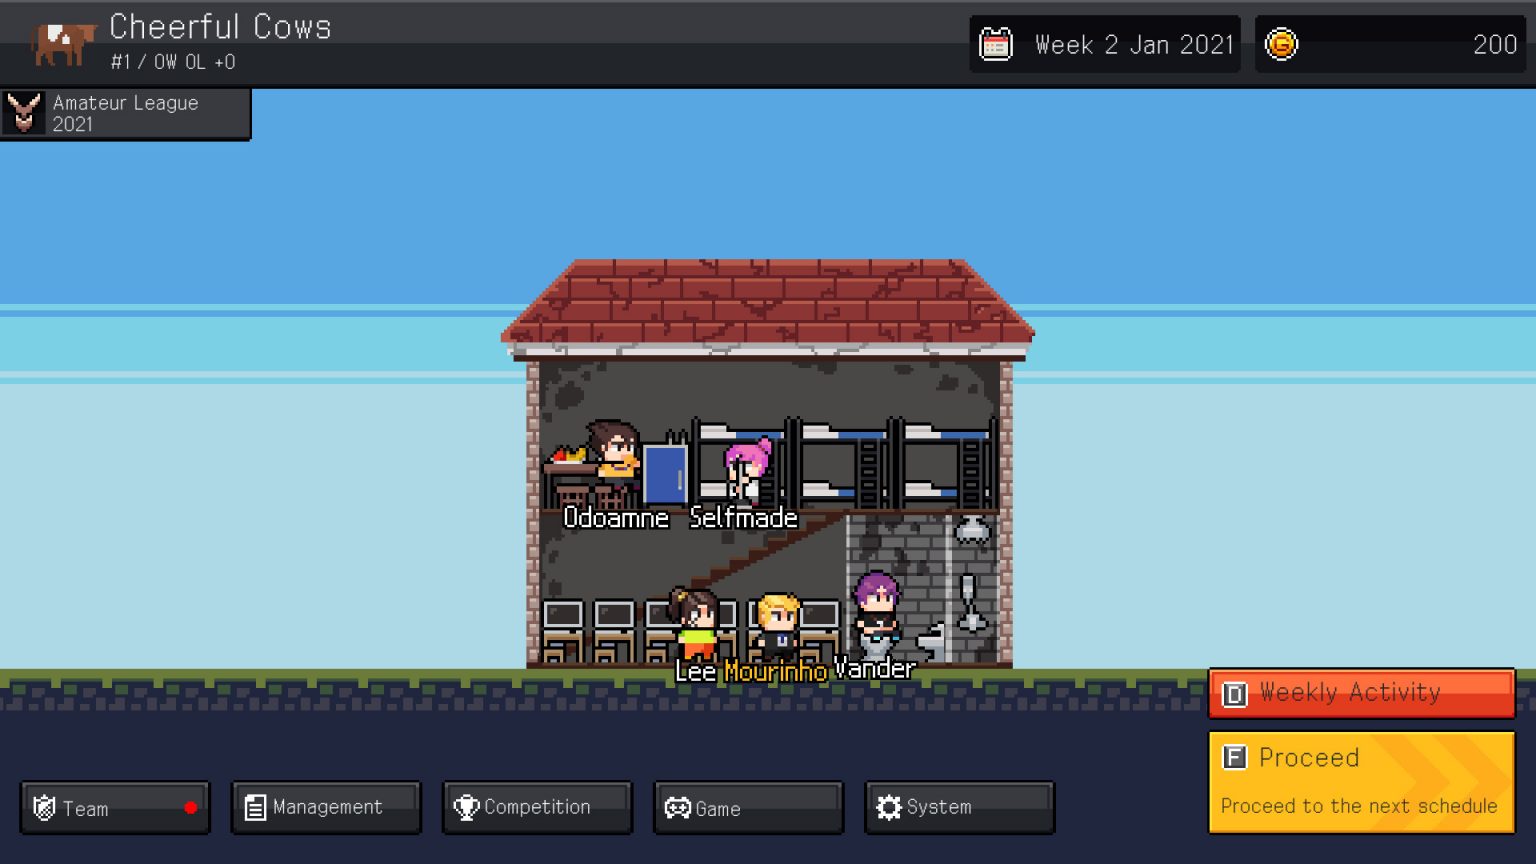 Cheerful Cows
#1 / 0W 0L +0
Week 2 Jan 2021
G
200
Amateur League
2021
Odoamne
Selfmade
Lee
Mourinho
Vander
D Weekly Activity
F Proceed
Proceed to the next schedule
Team
Management
Competition
Game
System